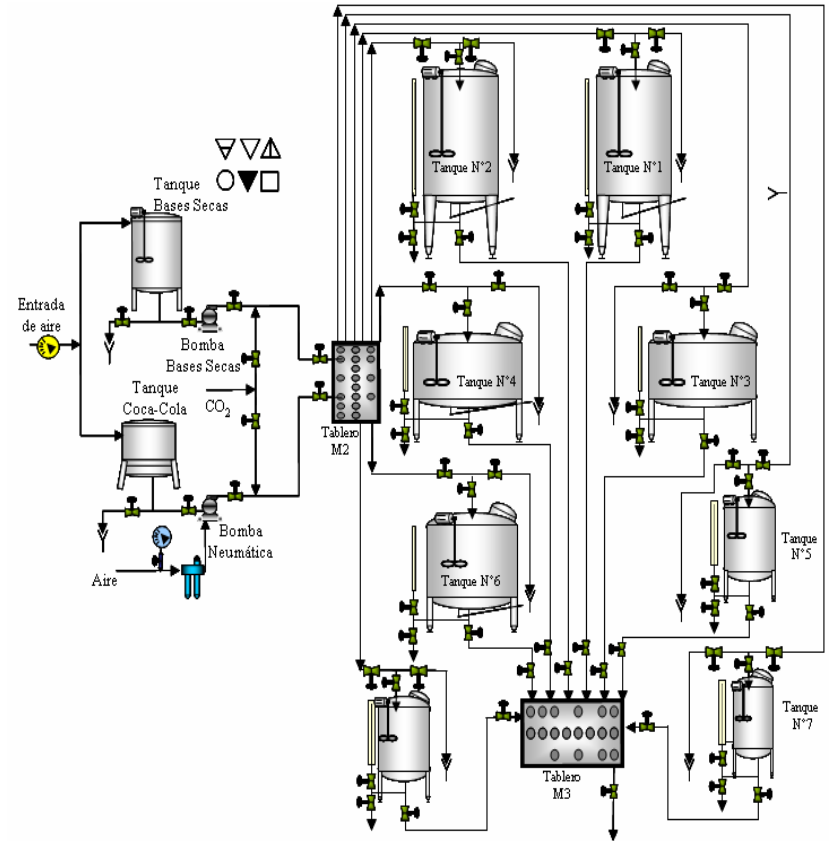 Tanque
Bases Secas
Entrada
de aire
Bomba
Bases Secas
Tanque
Coca-Cola
CO2
Bomba
Neumática
Aire
Tablero
M2
Tanque N°2
Tanque N°1
Tanque N°4
Tanque N°3
Tanque
N°5
Tanque N°6
Tanque
N°7
Tablero
M3
Y